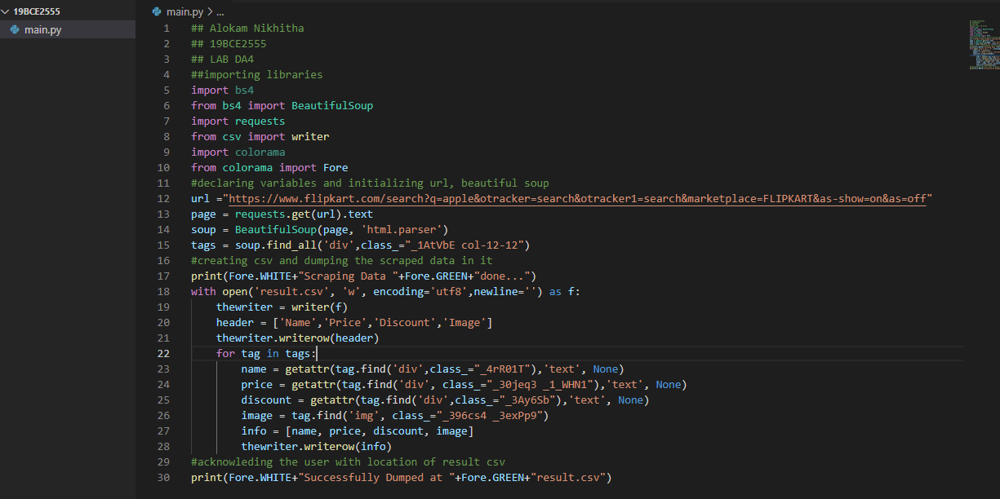 19BCE2555
main.py
main.py > ...
1 ## Alokam Nikhitha
2 ## 19BCE2555
3 ## LAB DA4
4 ##importing libraries
5 import bs4
6 from bs4 import BeautifulSoup
7 import requests
8 from csv import writer
9 import colorama
10 from colorama import Fore
11 #declaring variables and initializing url, beautiful soup
12 url ="https://www.flipkart.com/search?q=apple&otracker=search&otracker1=search&marketplace=FLIPKART&as-show=on&as=off"
13 page = requests.get(url).text
14 soup = BeautifulSoup(page, 'html.parser')
15 tags = soup.find_all('div',class_="_1AtVbE col-12-12")
16 #creating csv and dumping the scraped data in it
17 print(Fore.WHITE+"Scraping Data "+Fore.GREEN+"done...")
18 with open('result.csv', 'w', encoding='utf8',newline='') as f:
19     thewriter = writer(f)
20     header = ['Name','Price','Discount','Image']
21     thewriter.writerow(header)
22     for tag in tags:
23         name = getattr(tag.find('div',class_="_4rR01T"),'text', None)
24         price = getattr(tag.find('div', class_="_30jeq3 _1_WHN1"),'text', None)
25         discount = getattr(tag.find('div',class_="_3Ay6Sb"),'text', None)
26         image = tag.find('img', class_="_396cs4 _3exPp9")
27         info = [name, price, discount, image]
28         thewriter.writerow(info)
29 #acknowleding the user with location of result csv
30 print(Fore.WHITE+"Successfully Dumped at "+Fore.GREEN+"result.csv")